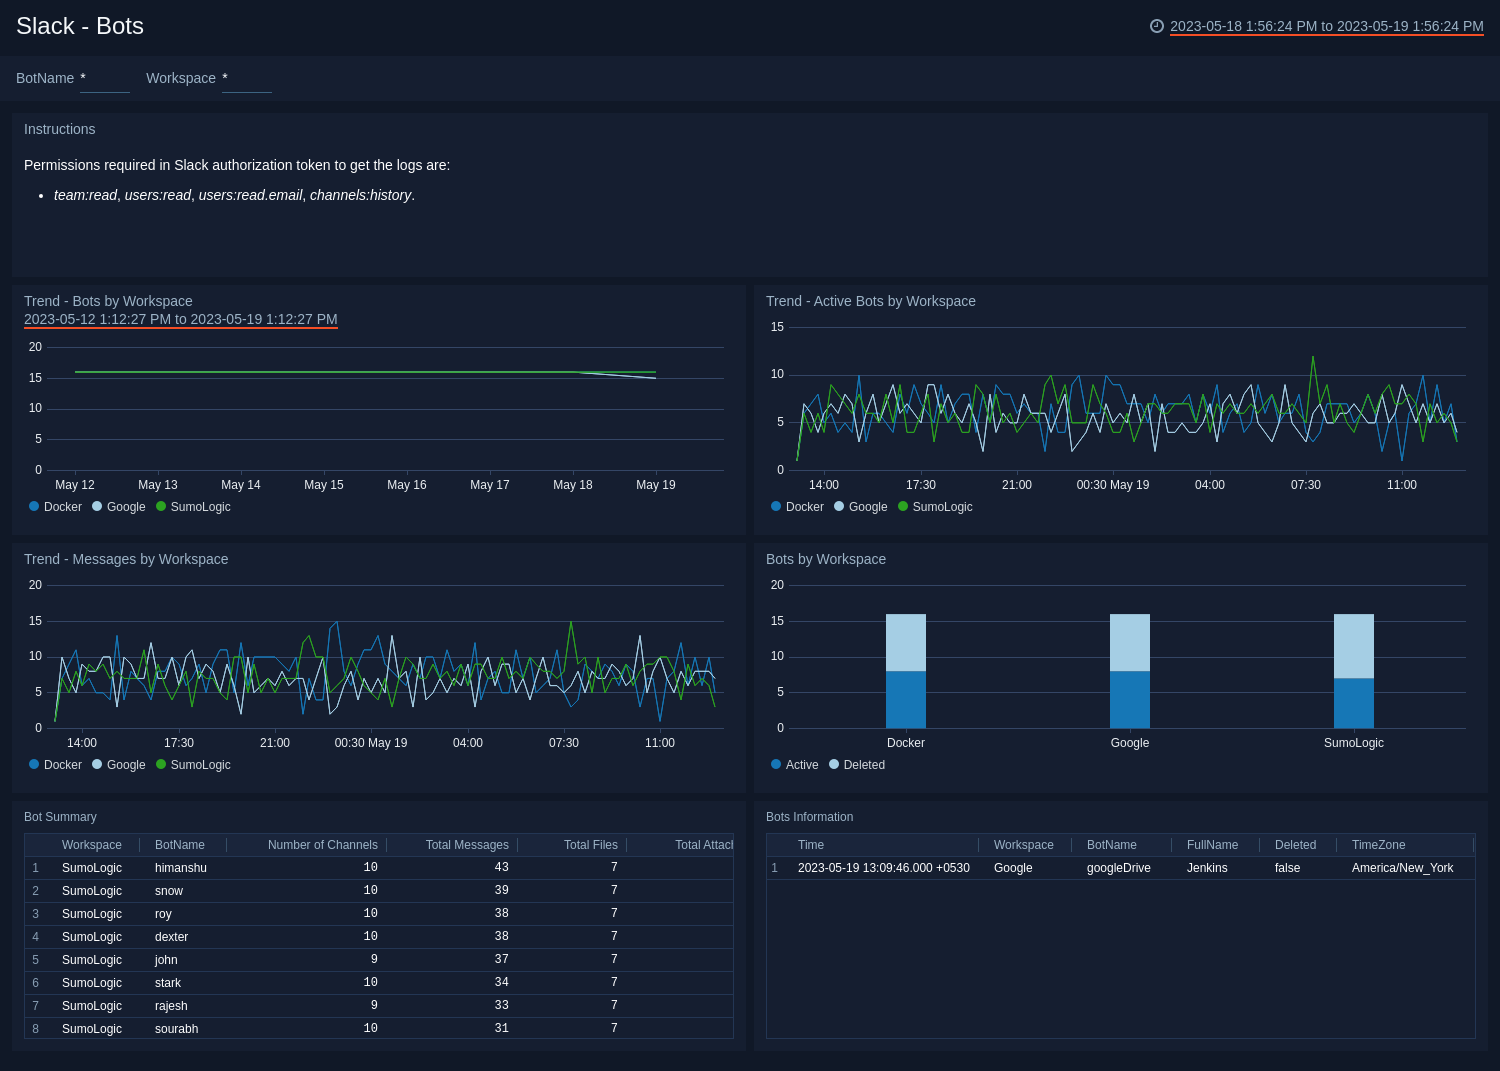 Slack - Bots
2023-05-18 1:56:24 PM to 2023-05-19 1:56:24 PM
BotName * Workspace *
Instructions
Permissions required in Slack authorization token to get the logs are:
• team:read, users:read, users:read.email, channels:history.
Trend - Bots by Workspace
2023-05-12 1:12:27 PM to 2023-05-19 1:12:27 PM
20
15
10
5
0
May 12 May 13 May 14 May 15 May 16 May 17 May 18 May 19
Docker Google SumoLogic
Trend - Active Bots by Workspace
15
10
5
0
14:00 17:30 21:00 00:30 May 19 04:00 07:30 11:00
Docker Google SumoLogic
Trend - Messages by Workspace
20
15
10
5
0
14:00 17:30 21:00 00:30 May 19 04:00 07:30 11:00
Docker Google SumoLogic
Bots by Workspace
20
15
10
5
0
Docker Google SumoLogic
Active Deleted
Bot Summary
Workspace BotName Number of Channels Total Messages Total Files Total Attach
1 SumoLogic himanshu 10 43 7
2 SumoLogic snow 10 39 7
3 SumoLogic roy 10 38 7
4 SumoLogic dexter 10 38 7
5 SumoLogic john 9 37 7
6 SumoLogic stark 10 34 7
7 SumoLogic rajesh 9 33 7
8 SumoLogic sourabh 10 31 7
Bots Information
Time Workspace BotName FullName Deleted TimeZone
1 2023-05-19 13:09:46.000 +0530 Google googleDrive Jenkins false America/New_York